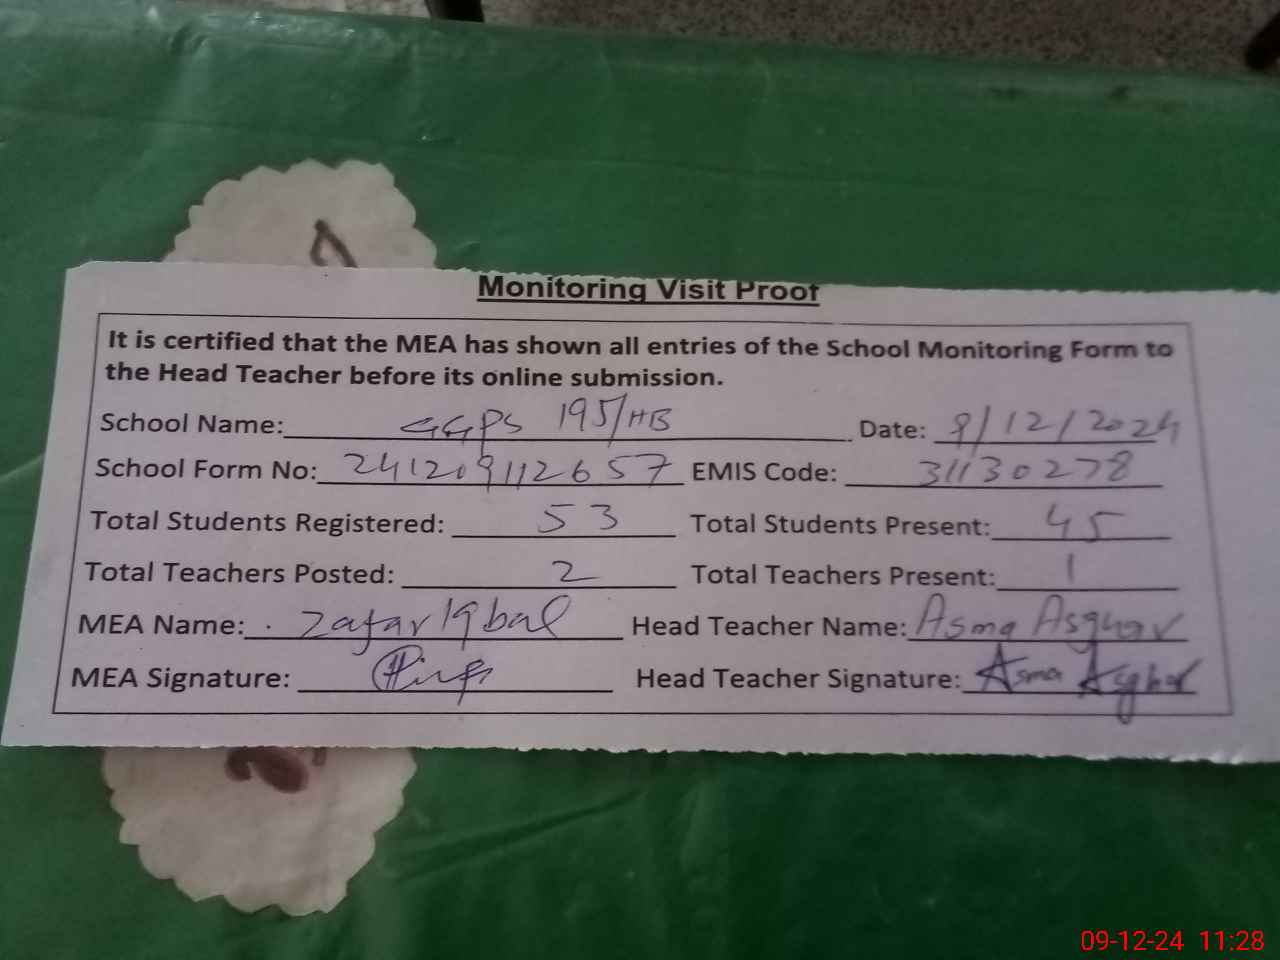 Monitoring Visit Proof
It is certified that the MEA has shown all entries of the School Monitoring Form to
the Head Teacher before its online submission.
School Name: GGPS 195/HB Date: 9/12/2024
School Form No: 241209112657 EMIS Code: 31130278
Total Students Registered: 53 Total Students Present: 45
Total Teachers Posted: 2 Total Teachers Present: 1
MEA Name: Zafar Iqbal Head Teacher Name: Asma Asghar
MEA Signature: Head Teacher Signature: Asma Asghar
09-12-24 11:28